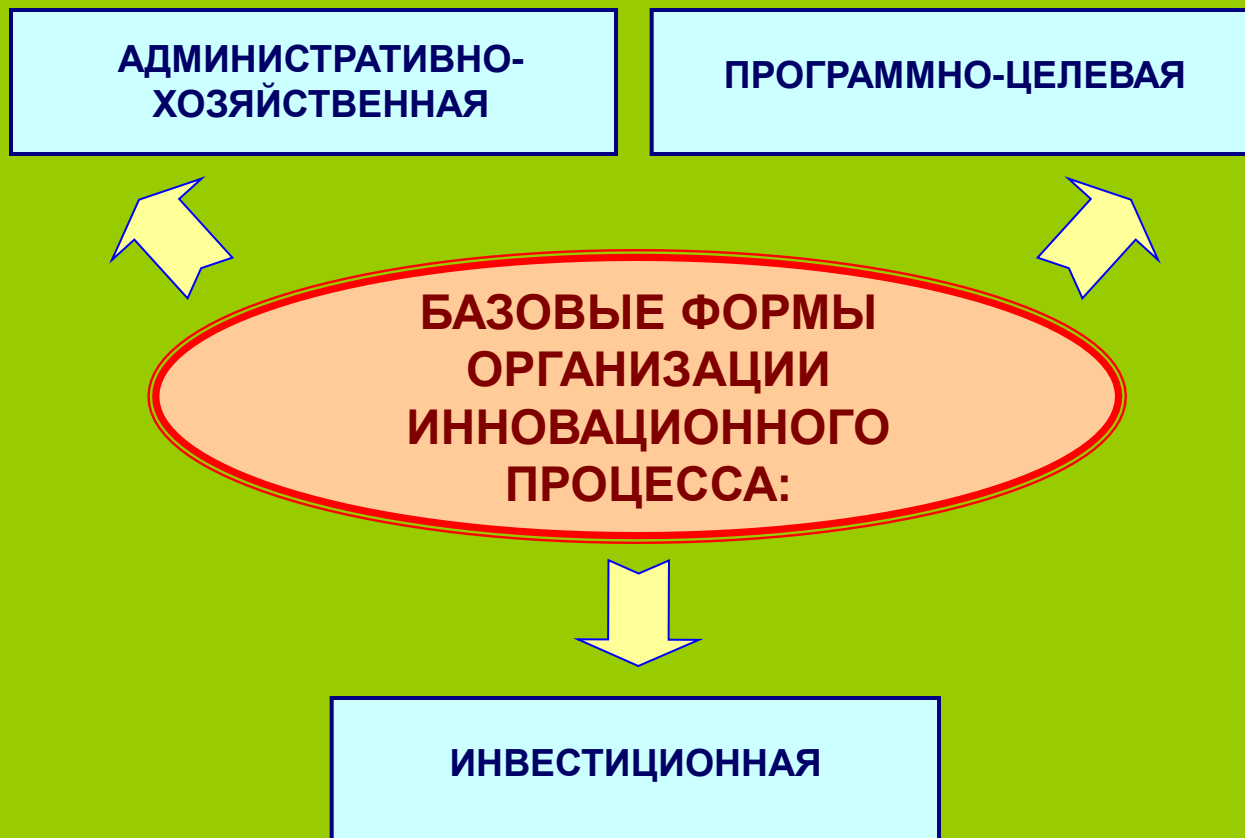 АДМИНИСТРАТИВНО-
ХОЗЯЙСТВЕННАЯ
ПРОГРАММНО-ЦЕЛЕВАЯ
БАЗОВЫЕ ФОРМЫ
ОРГАНИЗАЦИИ
ИННОВАЦИОННОГО
ПРОЦЕССА:
ИНВЕСТИЦИОННАЯ